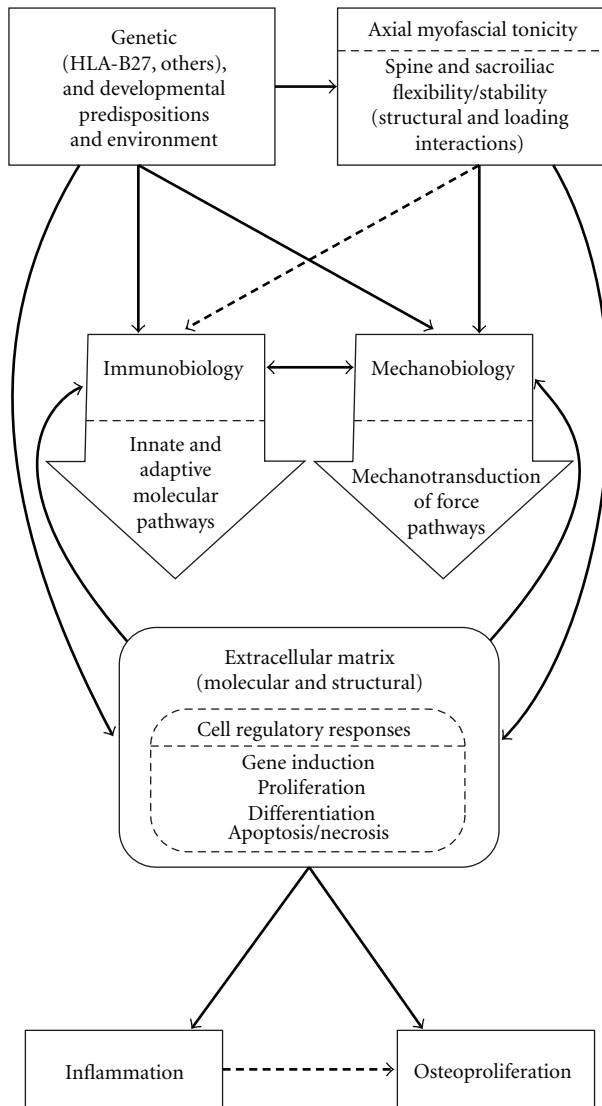 Genetic
(HLA-B27, others),
and developmental
predispositions
and environment
Axial myofascial tonicity
Spine and sacroiliac
flexibility/stability
(structural and loading
interactions)
Immunobiology
Innate and
adaptive
molecular
pathways
Mechanobiology
Mechanotransduction
of force
pathways
Extracellular matrix
(molecular and structural)
Cell regulatory responses
Gene induction
Proliferation
Differentiation
Apoptosis/necrosis
Inflammation
Osteoproliferation